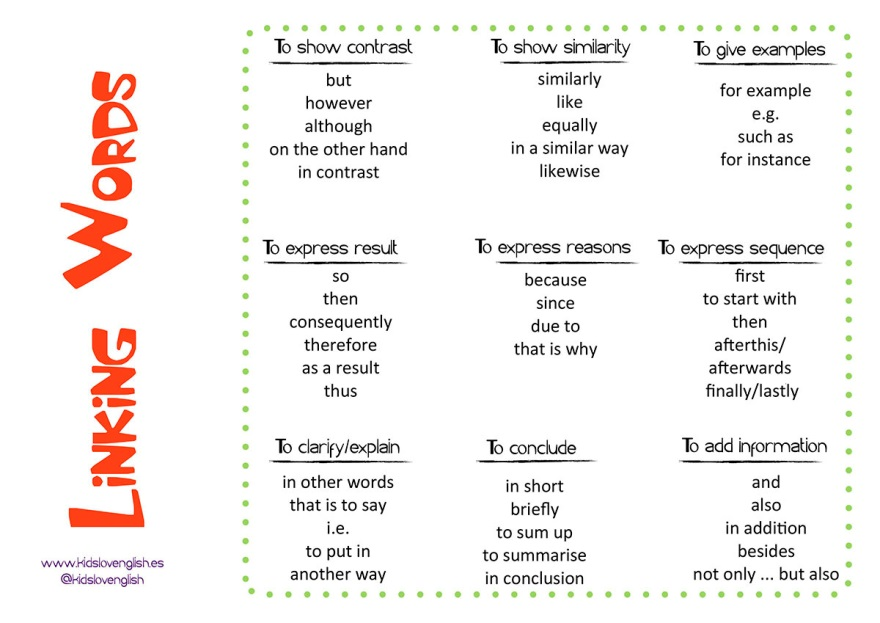 Linking Words
www.kidslovenglish.es
@kidslovenglish
To show contrast
but
however
although
on the other hand
in contrast
To show similarity
similarly
like
equally
in a similar way
likewise
To give examples
for example
e.g.
such as
for instance
To express result
so
then
consequently
therefore
as a result
thus
To express reasons
because
since
due to
that is why
To express sequence
first
to start with
then
afterthis/
afterwards
finally/lastly
To clarify/explain
in other words
that is to say
i.e.
to put in
another way
To conclude
in short
briefly
to sum up
to summarise
in conclusion
To add information
and
also
in addition
besides
not only ... but also